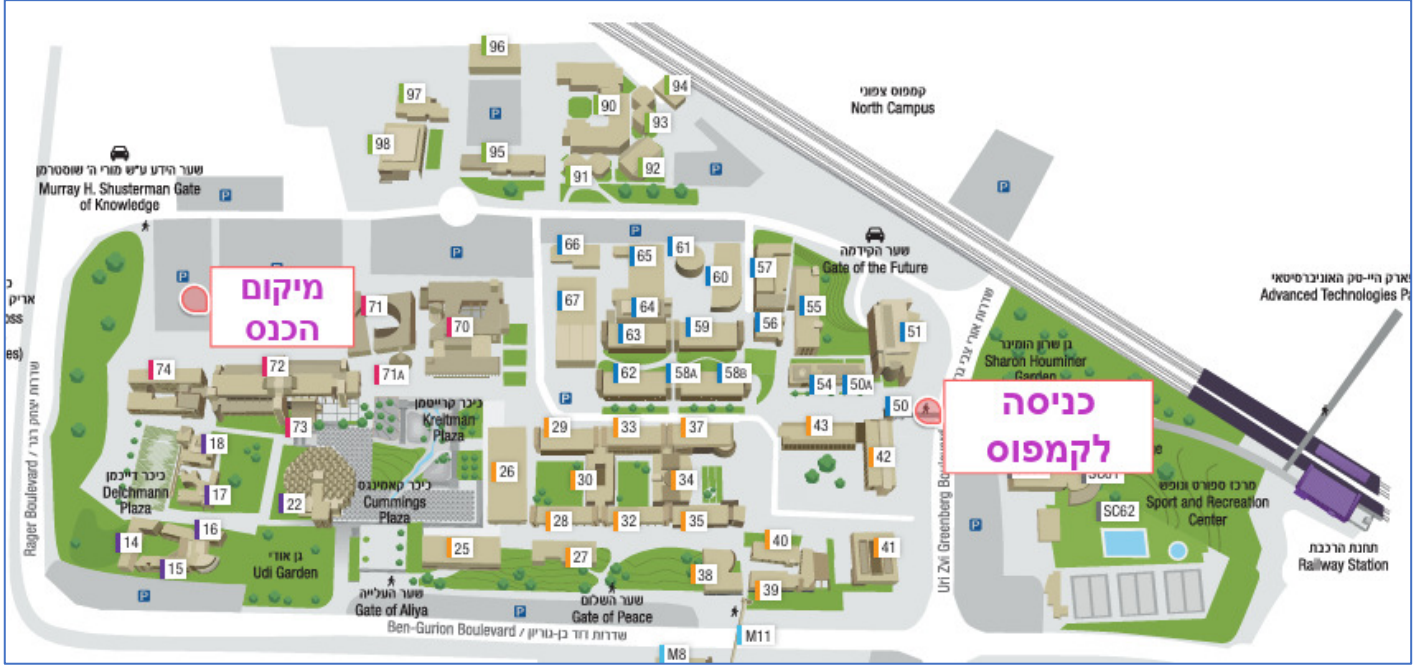 96
97
98
P
95
90
94
93
92
91
P
קמפוס צפוני
North Campus
P
שער הידע ע״ש מורי ה׳ שוסטרמן
Murray H. Shusterman Gate
of Knowledge
P
P
P
P
P
66
65
61
60
57
67
64
63
59
56
55
שער הקידמה
Gate of the Future
51
מיקום
הכנס
71
70
71A
72
74
73
62
58A
58B
54
50A
50
P
שדרות אורי צבי
גן שרון הומינר
Sharon Houminer
Garden
כניסה
לקמפוס
Advanced Technologies
ארק היי-טק האוניברסיטאי
כיכר קרייטמן
Kreitman
Plaza
18
17
כיכר דייכמן
Deichmann
Plaza
22
כיכר קאמינגס
Cummings
Plaza
26
29
33
37
30
34
28
32
35
43
42
16
14
15
גן אודי
Udi Garden
25
27
38
40
39
41
SC61
SC62
מרכז ספורט ונופש
Sport and Recreation
Center
P
תחנת הרכבת
Railway Station
שער העלייה
Gate of Aliya
שער השלום
Gate of Peace
P
P
Ben-Gurion Boulevard / שדרות דוד בן-גוריון
Rager Boulevard / שדרות יצחק רגר
Uri Zvi Greenberg Boulevard
M11
M8